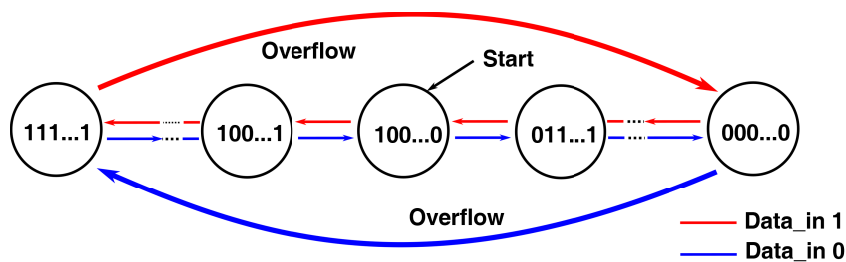 Overflow
Start
111...1
100...1
100...0
011...1
000...0
Overflow
Data_in 1
Data_in 0